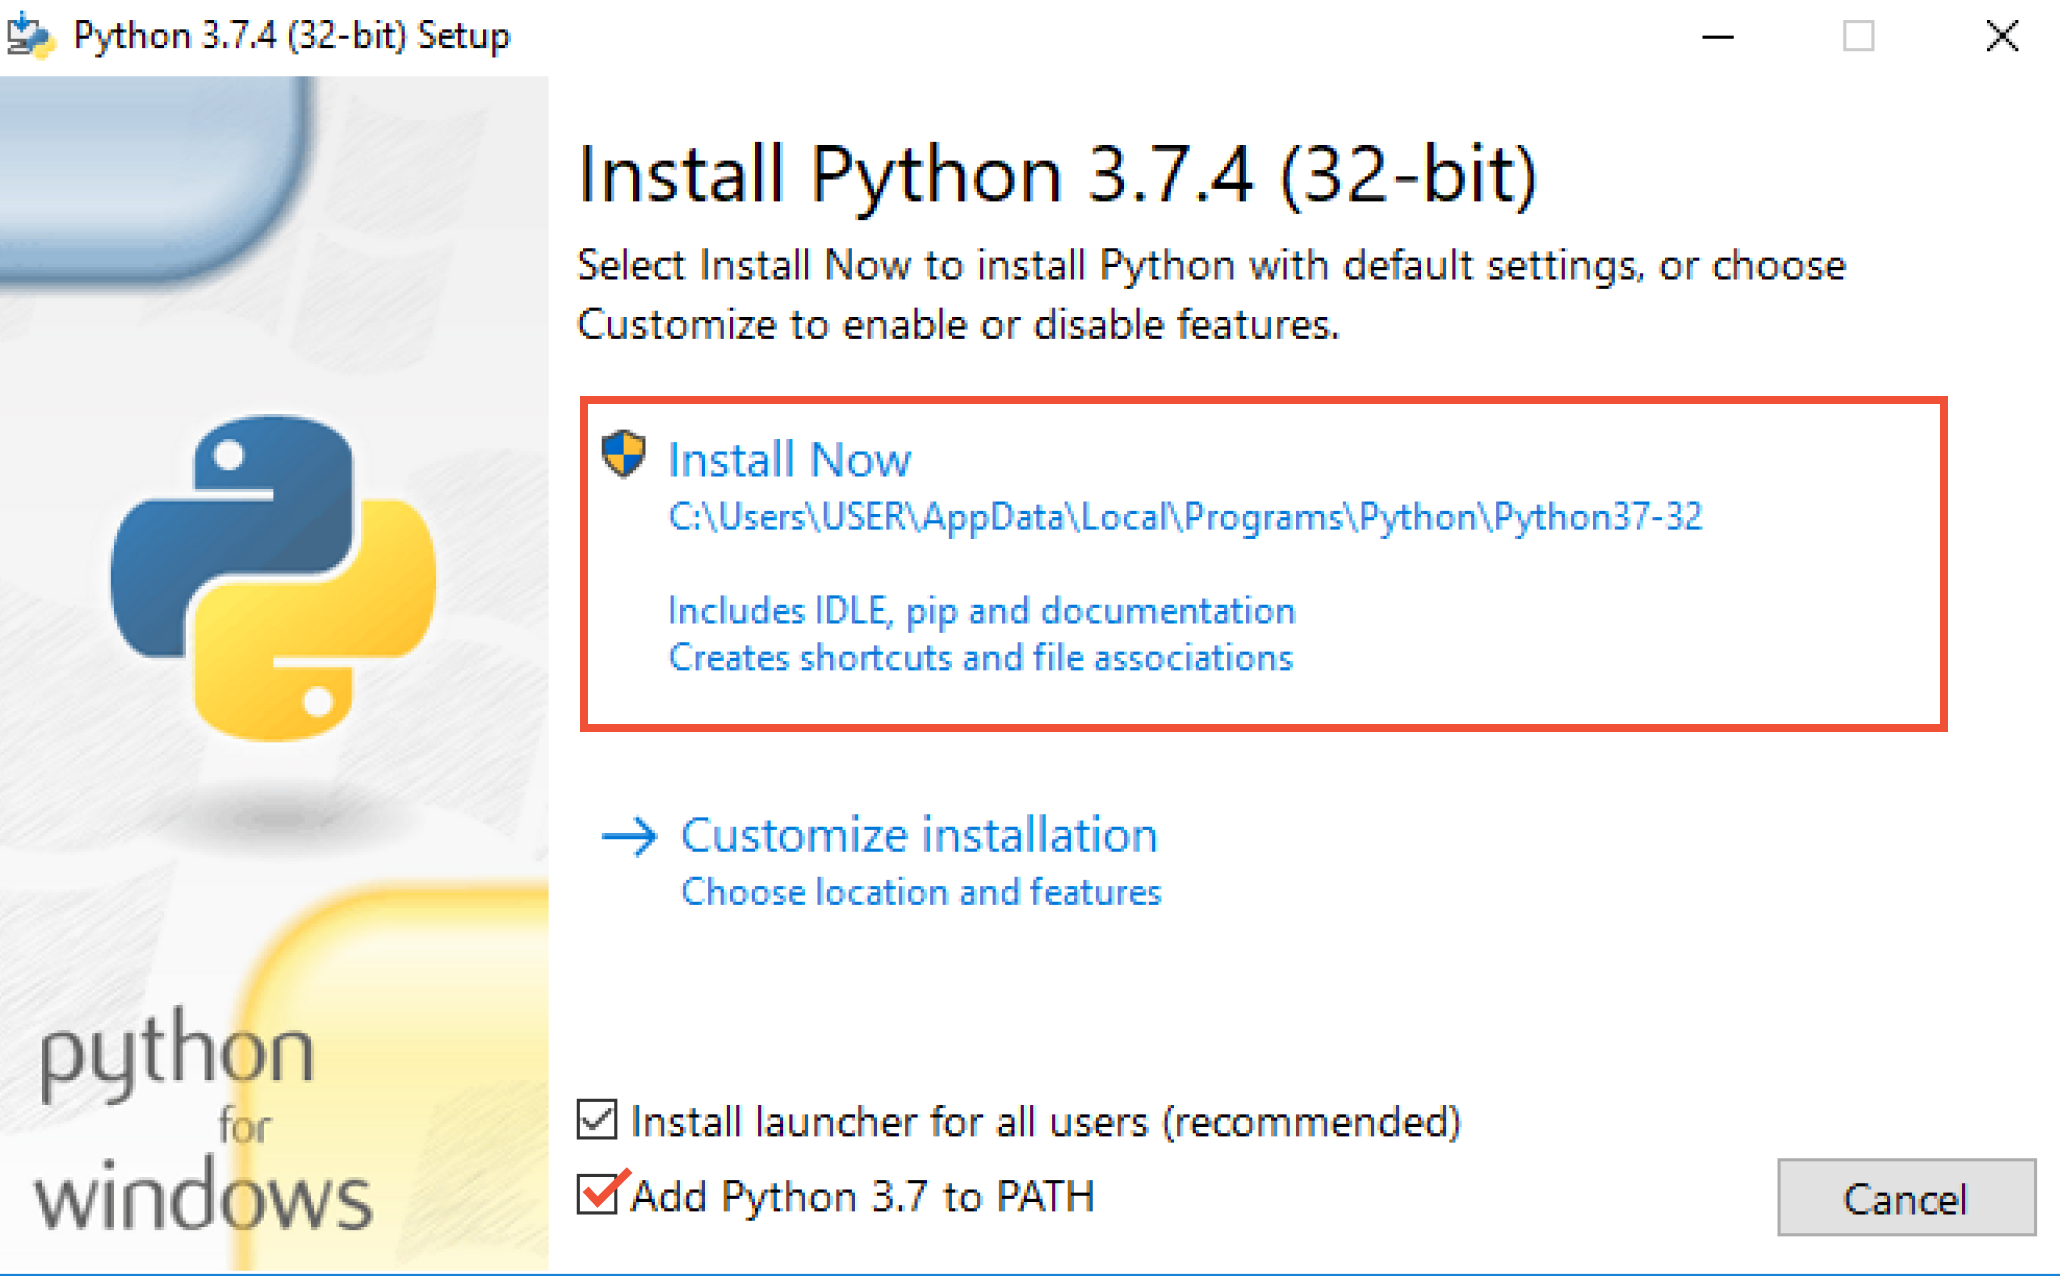 Python 3.7.4 (32-bit) Setup
Install Python 3.7.4 (32-bit)
Select Install Now to install Python with default settings, or choose
Customize to enable or disable features.
Install Now
C:\Users\USER\AppData\Local\Programs\Python\Python37-32
Includes IDLE, pip and documentation
Creates shortcuts and file associations
Customize installation
Choose location and features
python
for
windows
Install launcher for all users (recommended)
Add Python 3.7 to PATH
Cancel